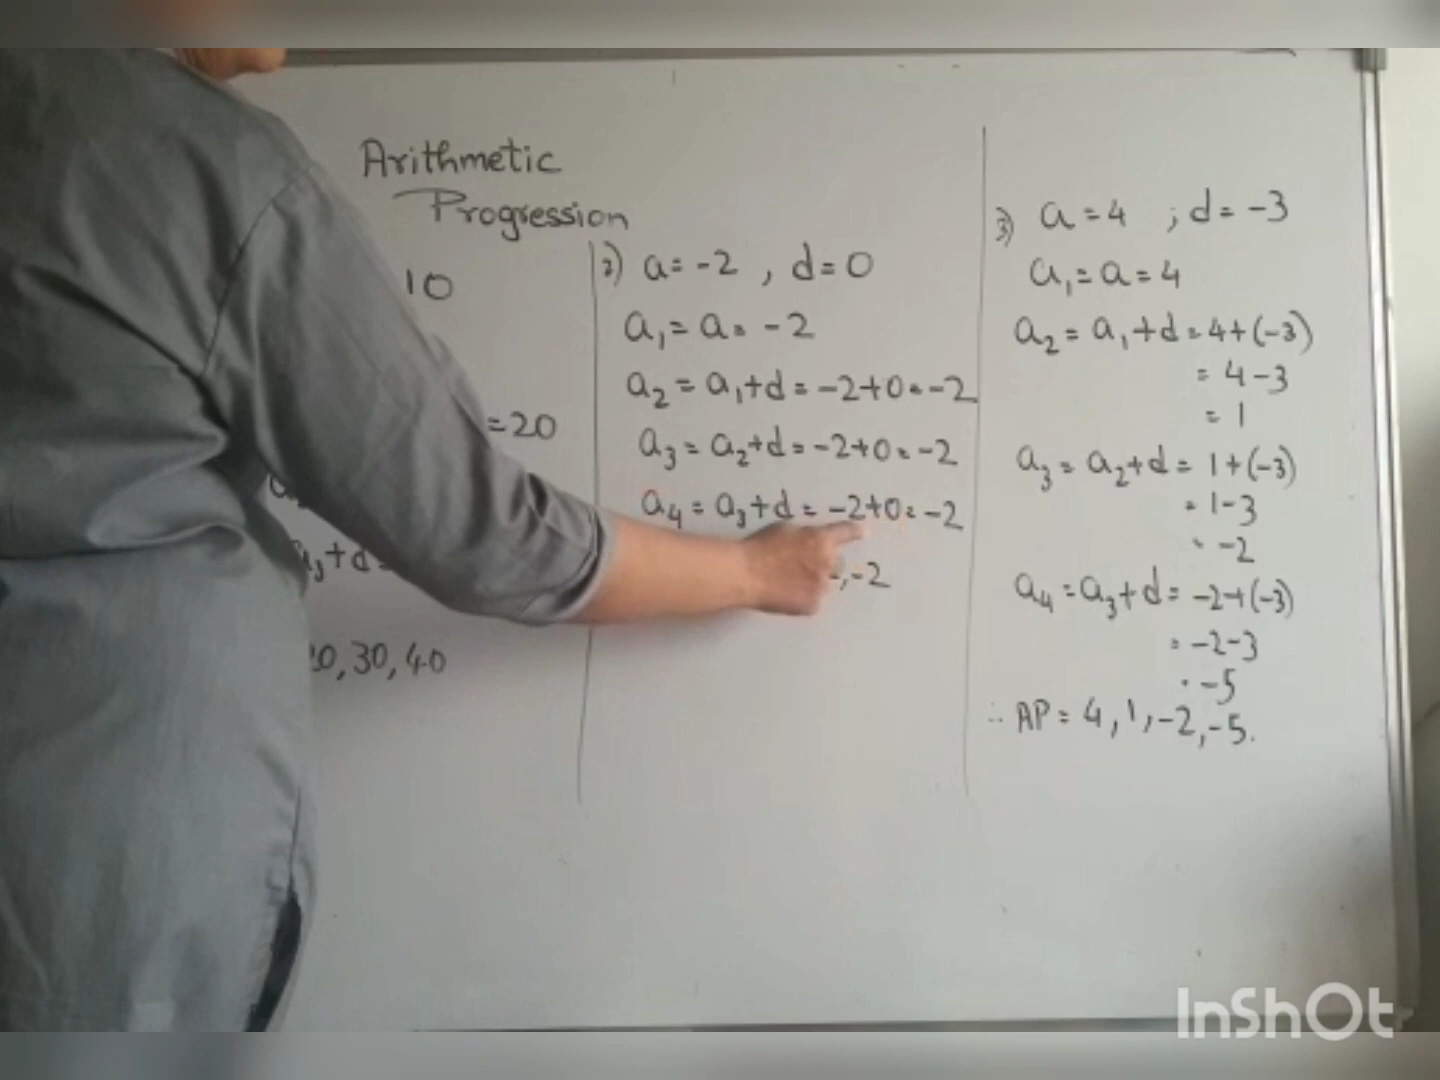 Arithmetic
Progression
10
=20
a₃+d=
30, 40
2) a = -2 , d = 0
a₁ = a = -2
a₂ = a₁+d = -2+0 = -2
a₃ = a₂+d = -2+0 = -2
a₄ = a₃+d = -2+0 = -2
, -2
3) a = 4 ; d = -3
a₁ = a = 4
a₂ = a₁+d = 4+(-3)
= 4-3
= 1
a₃ = a₂+d = 1+(-3)
= 1-3
= -2
a₄ = a₃+d = -2+(-3)
= -2-3
= -5
∴ AP = 4, 1, -2, -5.
InShOt